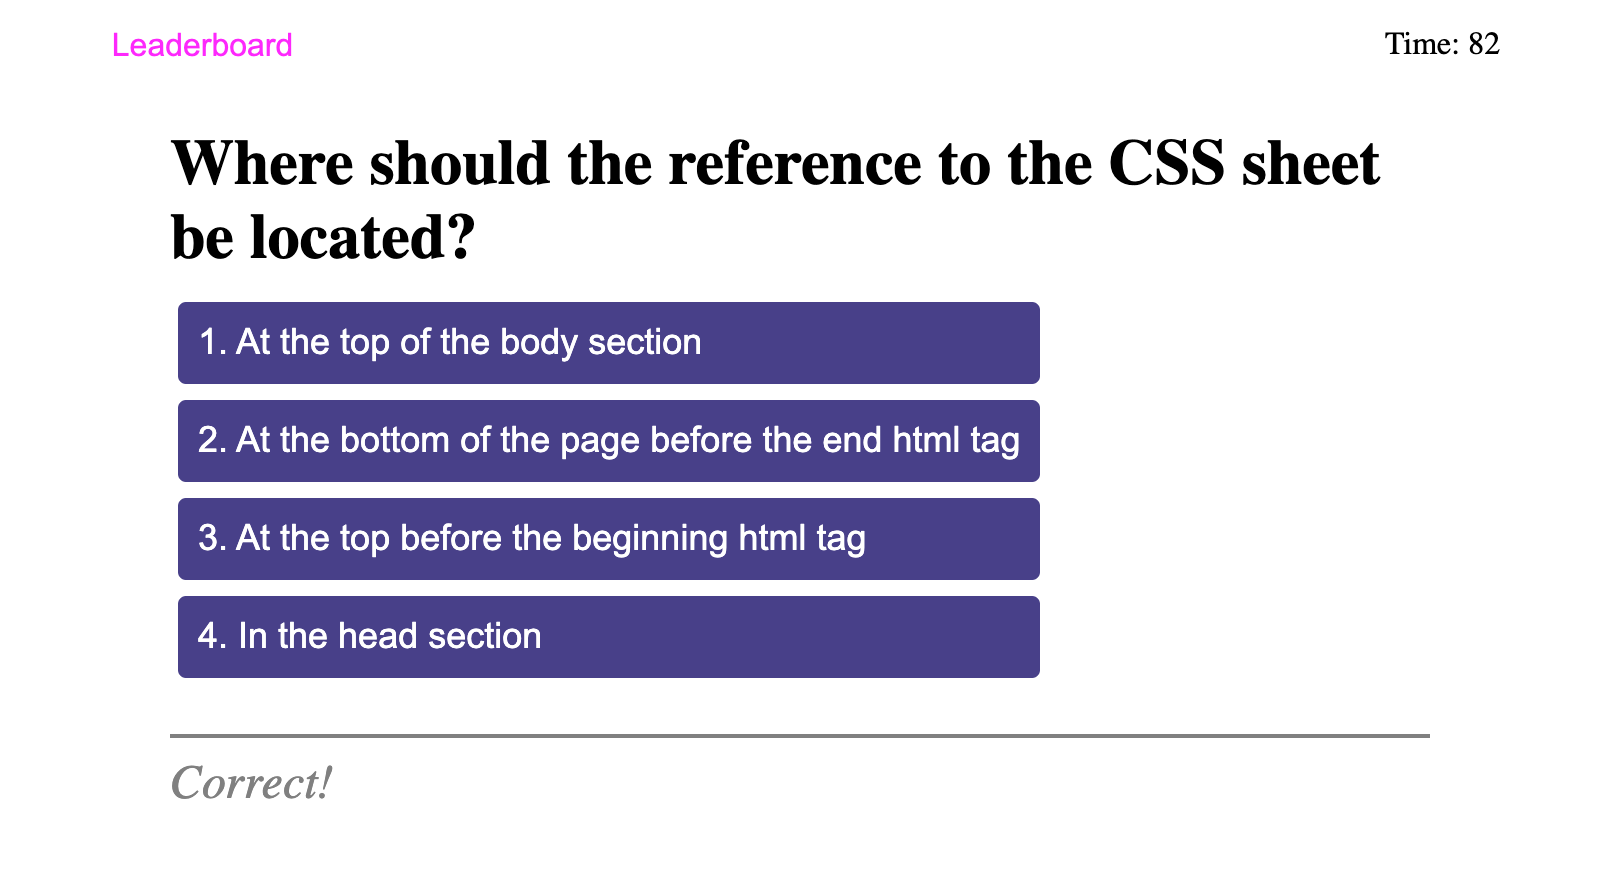 Leaderboard
Time: 82
Where should the reference to the CSS sheet
be located?
1. At the top of the body section
2. At the bottom of the page before the end html tag
3. At the top before the beginning html tag
4. In the head section
Correct!